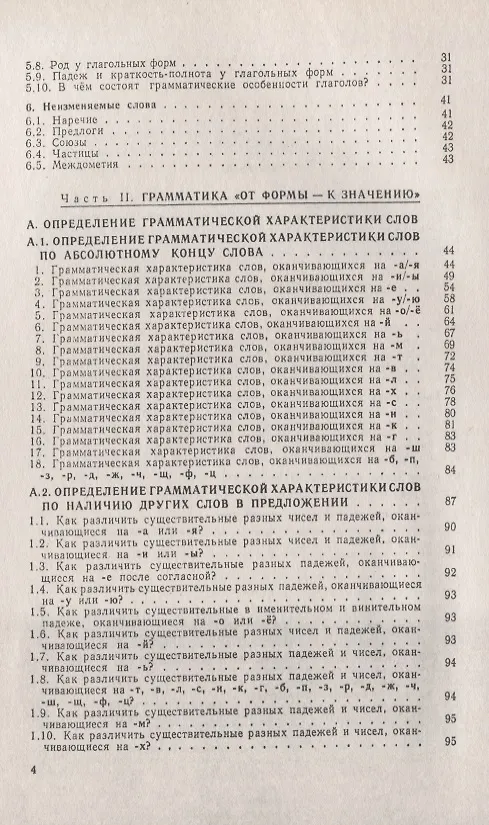 5.8. Род у глагольных форм . . . . . . . . . . . . . . . . . 31
5.9. Падеж и краткость-полнота у глагольных форм . . . . . . . 31
5.10. В чём состоят грамматические особенности глаголов? . . . . 31
6. Неизменяемые слова . . . . . . . . . . . . . . . . . . . 41
6.1. Наречие . . . . . . . . . . . . . . . . . . . . . . 41
6.2. Предлоги . . . . . . . . . . . . . . . . . . . . . 42
6.3. Союзы . . . . . . . . . . . . . . . . . . . . . . . 42
6.4. Частицы . . . . . . . . . . . . . . . . . . . . . . 43
6.5. Междометия . . . . . . . . . . . . . . . . . . . . 43
Часть II. ГРАММАТИКА «ОТ ФОРМЫ — К ЗНАЧЕНИЮ»
А. ОПРЕДЕЛЕНИЕ ГРАММАТИЧЕСКОЙ ХАРАКТЕРИСТИКИ СЛОВ
А.1. ОПРЕДЕЛЕНИЕ ГРАММАТИЧЕСКОЙ ХАРАКТЕРИСТИКИ СЛОВ
ПО АБСОЛЮТНОМУ КОНЦУ СЛОВА . . . . . . . . . . . . 44
1. Грамматическая характеристика слов, оканчивающихся на -а/-я 44
2. Грамматическая характеристика слов, оканчивающихся на -и/-ы 49
3. Грамматическая характеристика слов, оканчивающихся на -е . . 54
4. Грамматическая характеристика слов, оканчивающихся на -у/-ю 58
5. Грамматическая характеристика слов, оканчивающихся на -о/-ё 61
6. Грамматическая характеристика слов, оканчивающихся на -й . 64
7. Грамматическая характеристика слов, оканчивающихся на -ь . 67
8. Грамматическая характеристика слов, оканчивающихся на -м . 69
9. Грамматическая характеристика слов, оканчивающихся на -т . 72
10. Грамматическая характеристика слов, оканчивающихся на -в . . 74
11. Грамматическая характеристика слов, оканчивающихся на -л . . 75
12. Грамматическая характеристика слов, оканчивающихся на -х . . 76
13. Грамматическая характеристика слов, оканчивающихся на -с . . 78
14. Грамматическая характеристика слов, оканчивающихся на -н . . 80
15. Грамматическая характеристика слов, оканчивающихся на -к . . 81
16. Грамматическая характеристика слов, оканчивающихся на -г . . 83
17. Грамматическая характеристика слов, оканчивающихся на -ш 83
18. Грамматическая характеристика слов, оканчивающихся на -б, -п,
-з, -р, -д, -ж, -ч, -щ, -ф, -ц . . . . . . . . . . . . . . . 84
А.2. ОПРЕДЕЛЕНИЕ ГРАММАТИЧЕСКОЙ ХАРАКТЕРИСТИКИ СЛОВ
ПО НАЛИЧИЮ ДРУГИХ СЛОВ В ПРЕДЛОЖЕНИИ . . . . . 87
1.1. Как различить существительные разных чисел и падежей, окан-
чивающиеся на -а или -я? . . . . . . . . . . . . . . . . 90
1.2. Как различить существительные разных чисел и падежей, окан-
чивающиеся на -и или -ы? . . . . . . . . . . . . . . . . 91
1.3. Как различить существительные разных падежей, оканчиваю-
щиеся на -е после согласной? . . . . . . . . . . . . . . 92
1.4. Как различить существительные разных падежей, оканчивающиеся
на -у или -ю? . . . . . . . . . . . . . . . . . . . . . 93
1.5. Как различить существительные в именительном и винительном
падеже, оканчивающиеся на -о или -ё? . . . . . . . . . . 93
1.6. Как различить существительные разных чисел и падежей, окан-
чивающиеся на -й? . . . . . . . . . . . . . . . . . . . 93
1.7. Как различить существительные разных падежей и чисел, окан-
чивающиеся на -ь? . . . . . . . . . . . . . . . . . . . 94
1.8. Как различить существительные разных падежей и чисел, окан-
чивающиеся на -т, -в, -л, -с, -н, -к, -г, -б, -п, -з, -р, -д, -ж, -ч,
-ш, -щ, -ф, -ц? . . . . . . . . . . . . . . . . . . . . 94
1.9. Как различить существительные разных падежей и чисел, окан-
чивающиеся на -м? . . . . . . . . . . . . . . . . . . . 95
1.10. Как различить существительные разных падежей и чисел, окан-
чивающиеся на -х? . . . . . . . . . . . . . . . . . . . 95
4